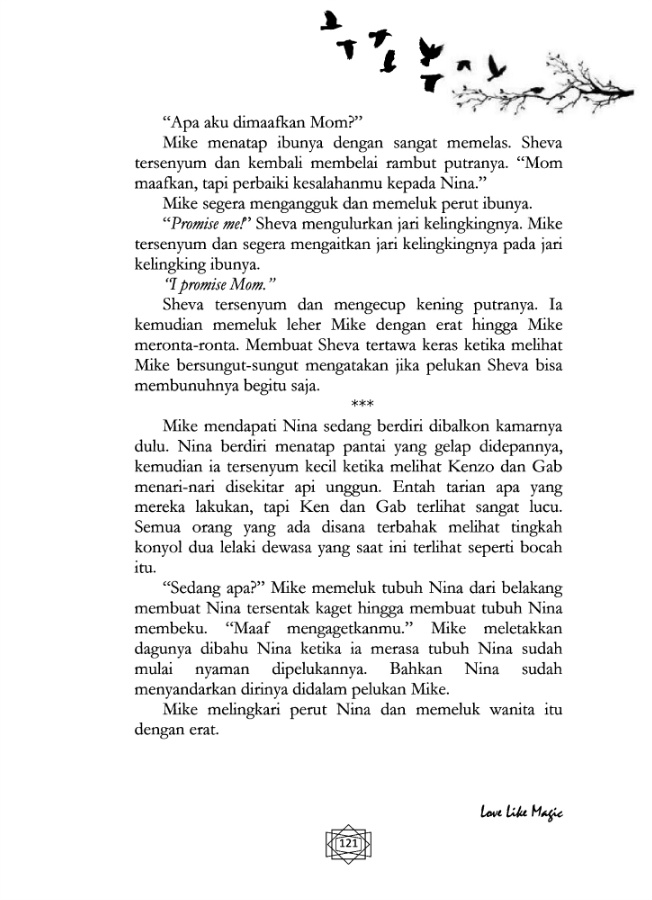 “Apa aku dimaafkan Mom?”
Mike menatap ibunya dengan sangat memelas. Sheva
tersenyum dan kembali membelai rambut putranya. “Mom
maafkan, tapi perbaiki kesalahanmu kepada Nina.”
Mike segera mengangguk dan memeluk perut ibunya.
“Promise me!” Sheva mengulurkan jari kelingkingnya. Mike
tersenyum dan segera mengaitkan jari kelingkingnya pada jari
kelingking ibunya.
“I promise Mom.”
Sheva tersenyum dan mengecup kening putranya. Ia
kemudian memeluk leher Mike dengan erat hingga Mike
meronta-ronta. Membuat Sheva tertawa keras ketika melihat
Mike bersungut-sungut mengatakan jika pelukan Sheva bisa
membunuhnya begitu saja.
***
Mike mendapati Nina sedang berdiri dibalkon kamarnya
dulu. Nina berdiri menatap pantai yang gelap didepannya,
kemudian ia tersenyum kecil ketika melihat Kenzo dan Gab
menari-nari disekitar api unggun. Entah tarian apa yang
mereka lakukan, tapi Ken dan Gab terlihat sangat lucu.
Semua orang yang ada disana terbahak melihat tingkah
konyol dua lelaki dewasa yang saat ini terlihat seperti bocah
itu.
“Sedang apa?” Mike memeluk tubuh Nina dari belakang
membuat Nina tersentak kaget hingga membuat tubuh Nina
membeku. “Maaf mengagetkanmu.” Mike meletakkan
dagunya dibahu Nina ketika ia merasa tubuh Nina sudah
mulai nyaman dipelukannya. Bahkan Nina sudah
menyandarkan dirinya didalam pelukan Mike.
Mike melingkari perut Nina dan memeluk wanita itu
dengan erat.
Love Like Magic
121